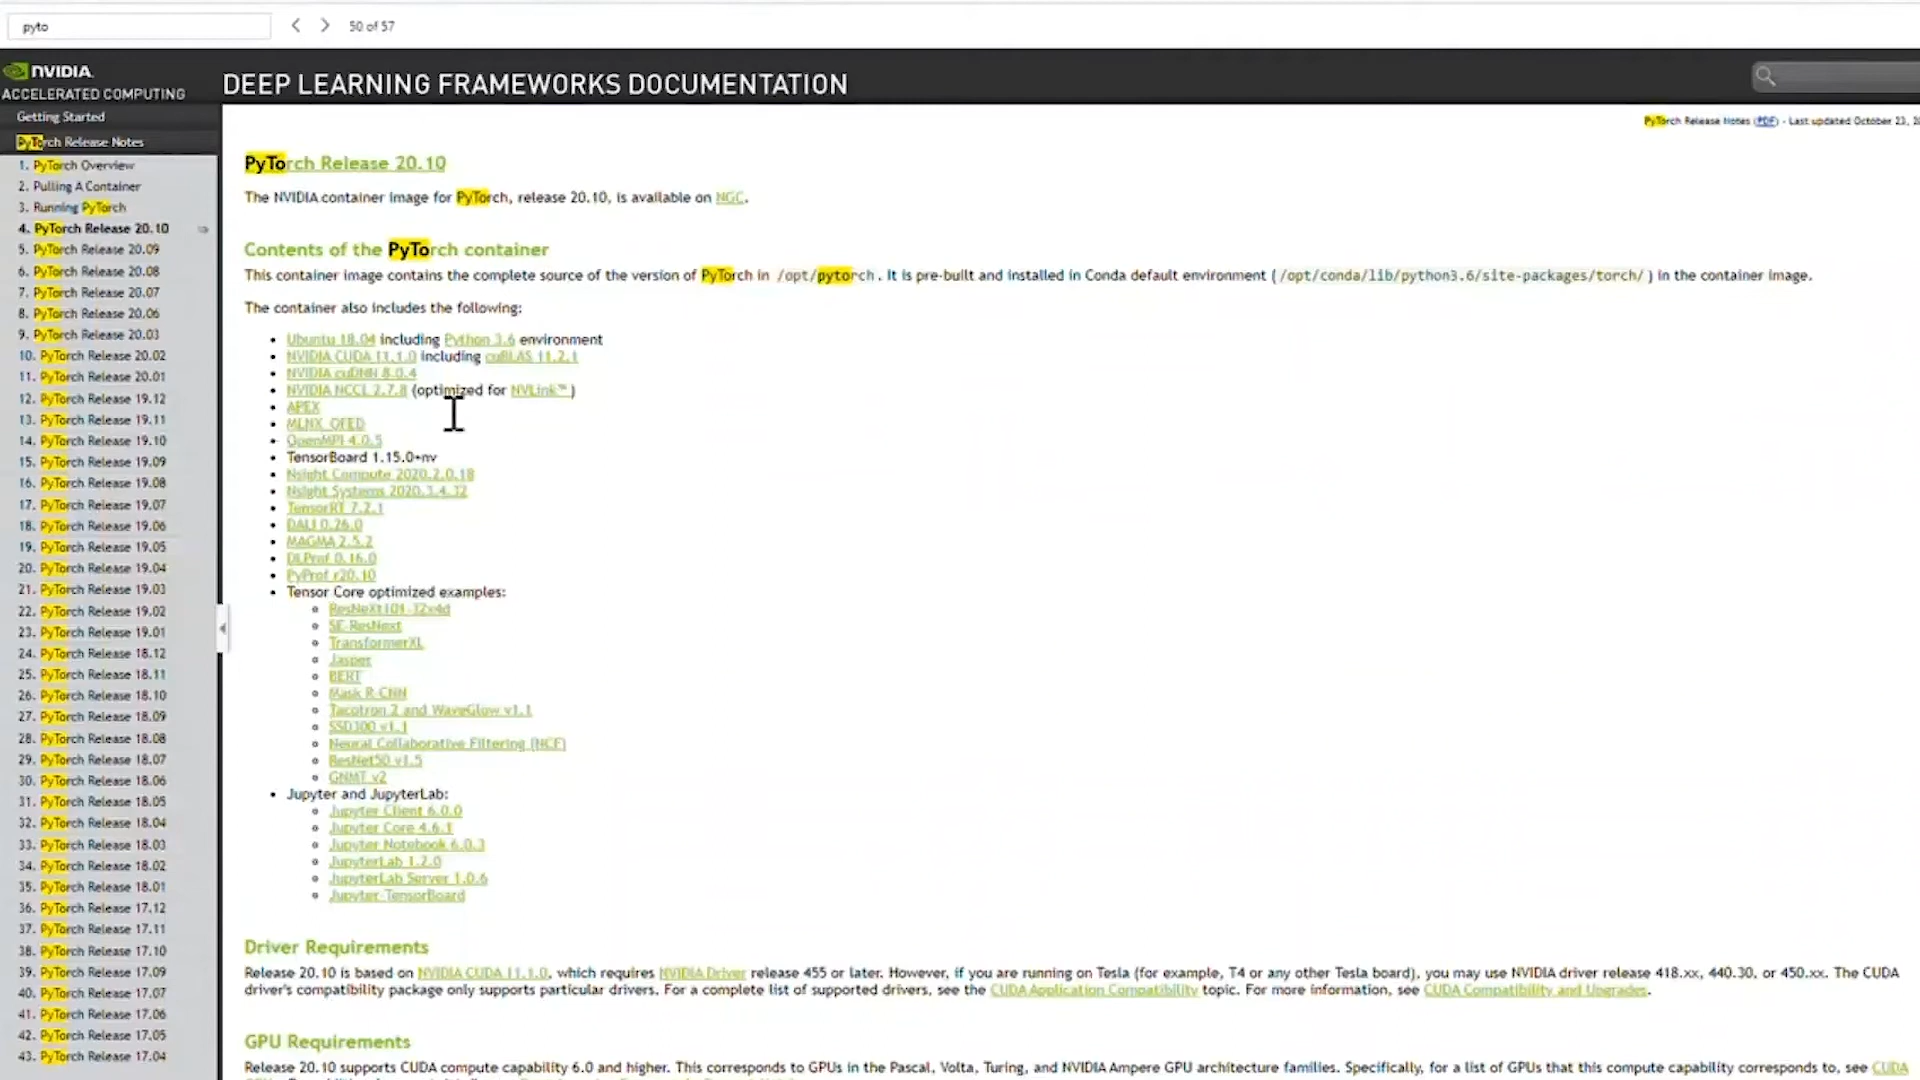 pyto
50 of 57
NVIDIA.
ACCELERATED COMPUTING
DEEP LEARNING FRAMEWORKS DOCUMENTATION
Getting Started
PyTorch Release Notes
1. PyTorch Overview
2. Pulling A Container
3. Running PyTorch
4. PyTorch Release 20.10
5. PyTorch Release 20.09
6. PyTorch Release 20.08
7. PyTorch Release 20.07
8. PyTorch Release 20.06
9. PyTorch Release 20.03
10. PyTorch Release 20.02
11. PyTorch Release 20.01
12. PyTorch Release 19.12
13. PyTorch Release 19.11
14. PyTorch Release 19.10
15. PyTorch Release 19.09
16. PyTorch Release 19.08
17. PyTorch Release 19.07
18. PyTorch Release 19.06
19. PyTorch Release 19.05
20. PyTorch Release 19.04
21. PyTorch Release 19.03
22. PyTorch Release 19.02
23. PyTorch Release 19.01
24. PyTorch Release 18.12
25. PyTorch Release 18.11
26. PyTorch Release 18.10
27. PyTorch Release 18.09
28. PyTorch Release 18.08
29. PyTorch Release 18.07
30. PyTorch Release 18.06
31. PyTorch Release 18.05
32. PyTorch Release 18.04
33. PyTorch Release 18.03
34. PyTorch Release 18.02
35. PyTorch Release 18.01
36. PyTorch Release 17.12
37. PyTorch Release 17.11
38. PyTorch Release 17.10
39. PyTorch Release 17.09
40. PyTorch Release 17.07
41. PyTorch Release 17.06
42. PyTorch Release 17.05
43. PyTorch Release 17.04
PyTorch Release Notes (PDF) - Last updated October 23,
PyTorch Release 20.10
The NVIDIA container image for PyTorch, release 20.10, is available on NGC.
Contents of the PyTorch container
This container image contains the complete source of the version of PyTorch in /opt/pytorch. It is pre-built and installed in Conda default environment (/opt/conda/lib/python3.6/site-packages/torch/) in the container image.
The container also includes the following:
Ubuntu 18.04 including Python 3.6 environment
NVIDIA CUDA 11.1.0 including cuBLAS 11.2.1
NVIDIA cuDNN 8.0.4
NVIDIA NCCL 2.7.8 (optimized for NVLink™)
APEX
MLNX_OFED
OpenMPI 4.0.5
TensorBoard 1.15.0+nv
Nsight Compute 2020.2.0.18
Nsight Systems 2020.3.4.32
TensorRT 7.2.1
DALI 0.26.0
MAGMA 2.5.2
DLProf 0.16.0
PyProf r20.10
Tensor Core optimized examples:
ResNeXt101-32x4d
SE-ResNext
TransformerXL
Jasper
BERT
Mask R-CNN
Tacotron 2 and WaveGlow v1.1
SSD300 v1.1
Neural Collaborative Filtering (NCF)
ResNet50 v1.5
GNMT v2
Jupyter and JupyterLab:
Jupyter Client 6.0.0
Jupyter Core 4.6.1
Jupyter Notebook 6.0.3
JupyterLab 1.2.0
JupyterLab Server 1.0.6
Jupyter-TensorBoard
Driver Requirements
Release 20.10 is based on NVIDIA CUDA 11.1.0, which requires NVIDIA Driver release 455 or later. However, if you are running on Tesla (for example, T4 or any other Tesla board), you may use NVIDIA driver release 418.xx, 440.30, or 450.xx. The CUDA
driver's compatibility package only supports particular drivers. For a complete list of supported drivers, see the CUDA Application Compatibility topic. For more information, see CUDA Compatibility and Upgrades.
GPU Requirements
Release 20.10 supports CUDA compute capability 6.0 and higher. This corresponds to GPUs in the Pascal, Volta, Turing, and NVIDIA Ampere GPU architecture families. Specifically, for a list of GPUs that this compute capability corresponds to, see CUDA